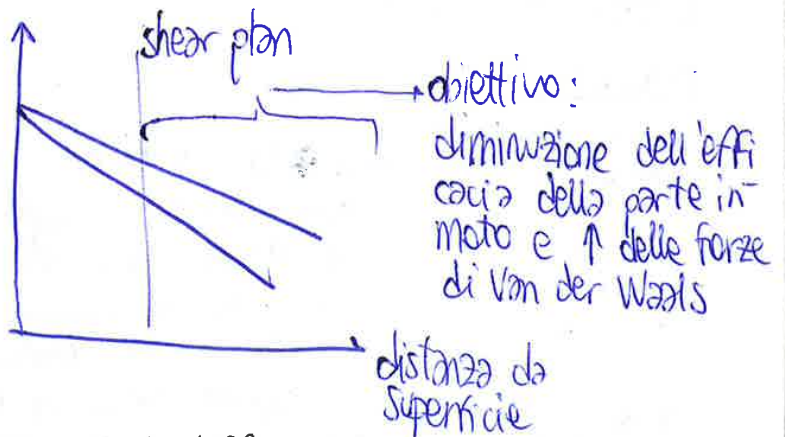 shear plan
obiettivo:
diminuzione dell'effi
cacia della parte in
moto e ↑ delle forze
di Van der Waals
distanza da
superficie